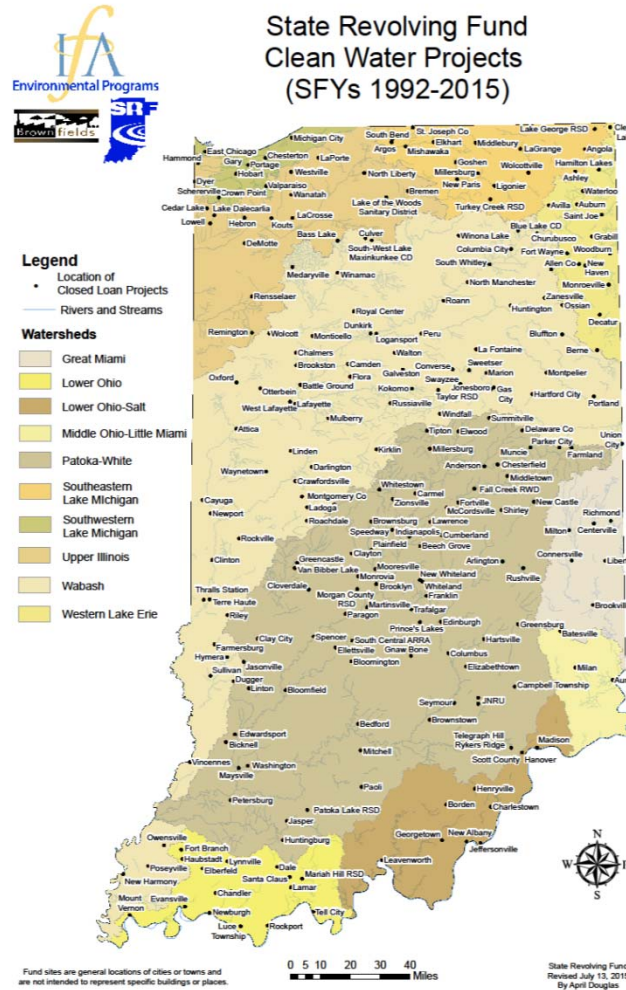 State Revolving Fund
Clean Water Projects
(SFYs 1992-2015)
IFA
Environmental Programs
Brownfields
SRF
Michigan City
South Bend
St. Joseph Co
Lake George RSD
East Chicago
Argos
Elkhart
Middlebury
Hammond
Gary
Chesterton
LaPorte
Mishawaka
LaGrange
Angola
Portage
Goshen
Hamilton Lakes
Hobart
Westville
North Liberty
Millersburg
Wolcottville
Ashley
Dyer
Valparaiso
New Paris
Ligonier
Waterloo
Schererville
Crown Point
Wanatah
Bremen
Cedar Lake
Lake Dalecarlia
Lake of the Woods
Sanitary District
Turkey Creek RSD
Avilla
Auburn
Lowell
Hebron
Kouts
LaCrosse
Saint Joe
Blue Lake CD
DeMotte
Bass Lake
Culver
Winona Lake
Churubusco
Grabill
South-West Lake
Maxinkuckee CD
Columbia City
Fort Wayne
Woodburn
Medaryville
Winamac
South Whitley
Allen Co
New
Haven
North Manchester
Monroeville
Rensselaer
Roann
Zanesville
Royal Center
Huntington
Ossian
Dunkirk
Decatur
Remington
Wolcott
Monticello
Logansport
Peru
Bluffton
Chalmers
Walton
La Fontaine
Berne
Brookston
Camden
Converse
Sweetser
Oxford
Flora
Galveston
Marion
Montpelier
Battle Ground
Swayzee
Otterbein
Kokomo
Jonesboro
Gas
City
Hartford City
Taylor RSD
West Lafayette
Lafayette
Russiaville
Portland
Mulberry
Windfall
Summitville
Attica
Tipton
Elwood
Delaware Co
Union
City
Linden
Kirklin
Millersburg
Muncie
Parker City
Farmland
Waynetown
Darlington
Anderson
Chesterfield
Crawfordsville
Whitestown
Middletown
Cayuga
Montgomery Co
Carmel
Fall Creek RWD
Newport
Ladoga
Zionsville
Fortville
New Castle
Richmond
Roachdale
McCordsville
Shirley
Brownsburg
Lawrence
Milton
Centerville
Rockville
Speedway
Indianapolis
Cumberland
Plainfield
Clayton
Beech Grove
Connersville
Clinton
Greencastle
Arlington
Van Bibber Lake
Mooresville
Rushville
Thralls Station
Cloverdale
Monrovia
New Whiteland
Whiteland
Brooklyn
Terre Haute
Morgan County
RSD
Franklin
Martinsville
Trafalgar
Riley
Paragon
Prince's Lakes
Edinburgh
Greensburg
Batesville
Clay City
Spencer
South Central ARRA
Hartsville
Farmersburg
Ellettsville
Gnaw Bone
Milan
Hymera
Jasonville
Bloomington
Columbus
Sullivan
Elizabethtown
Dugger
Linton
Bloomfield
Campbell Township
Seymour
JNRU
Bedford
Brownstown
Edwardsport
Telegraph Hill
Madison
Bicknell
Mitchell
Rykers Ridge
Scott County
Hanover
Vincennes
Washington
Maysville
Paoli
Henryville
Petersburg
Patoka Lake RSD
Borden
Charlestown
Jasper
Owensville
Huntingburg
Georgetown
New Albany
Fort Branch
Jeffersonville
Haubstadt
Lynnville
Dale
Leavenworth
Poseyville
Elberfeld
Santa Claus
Mariah Hill RSD
New Harmony
Chandler
Lamar
Mount
Vernon
Evansville
Newburgh
Tell City
Luce
Township
Rockport
Legend
Location of
Closed Loan Projects
Rivers and Streams
Watersheds
Great Miami
Lower Ohio
Lower Ohio-Salt
Middle Ohio-Little Miami
Patoka-White
Southeastern
Lake MIchigan
Southwestern
Lake Michigan
Upper Illinois
Wabash
Western Lake Erie
N
W
E
S
0 5 10 20 30 40
Miles
Fund sites are general locations of cities or towns and
are not intended to represent specific buildings or places.
State Revolving Fund
Revised July 13, 2015
By April Douglas